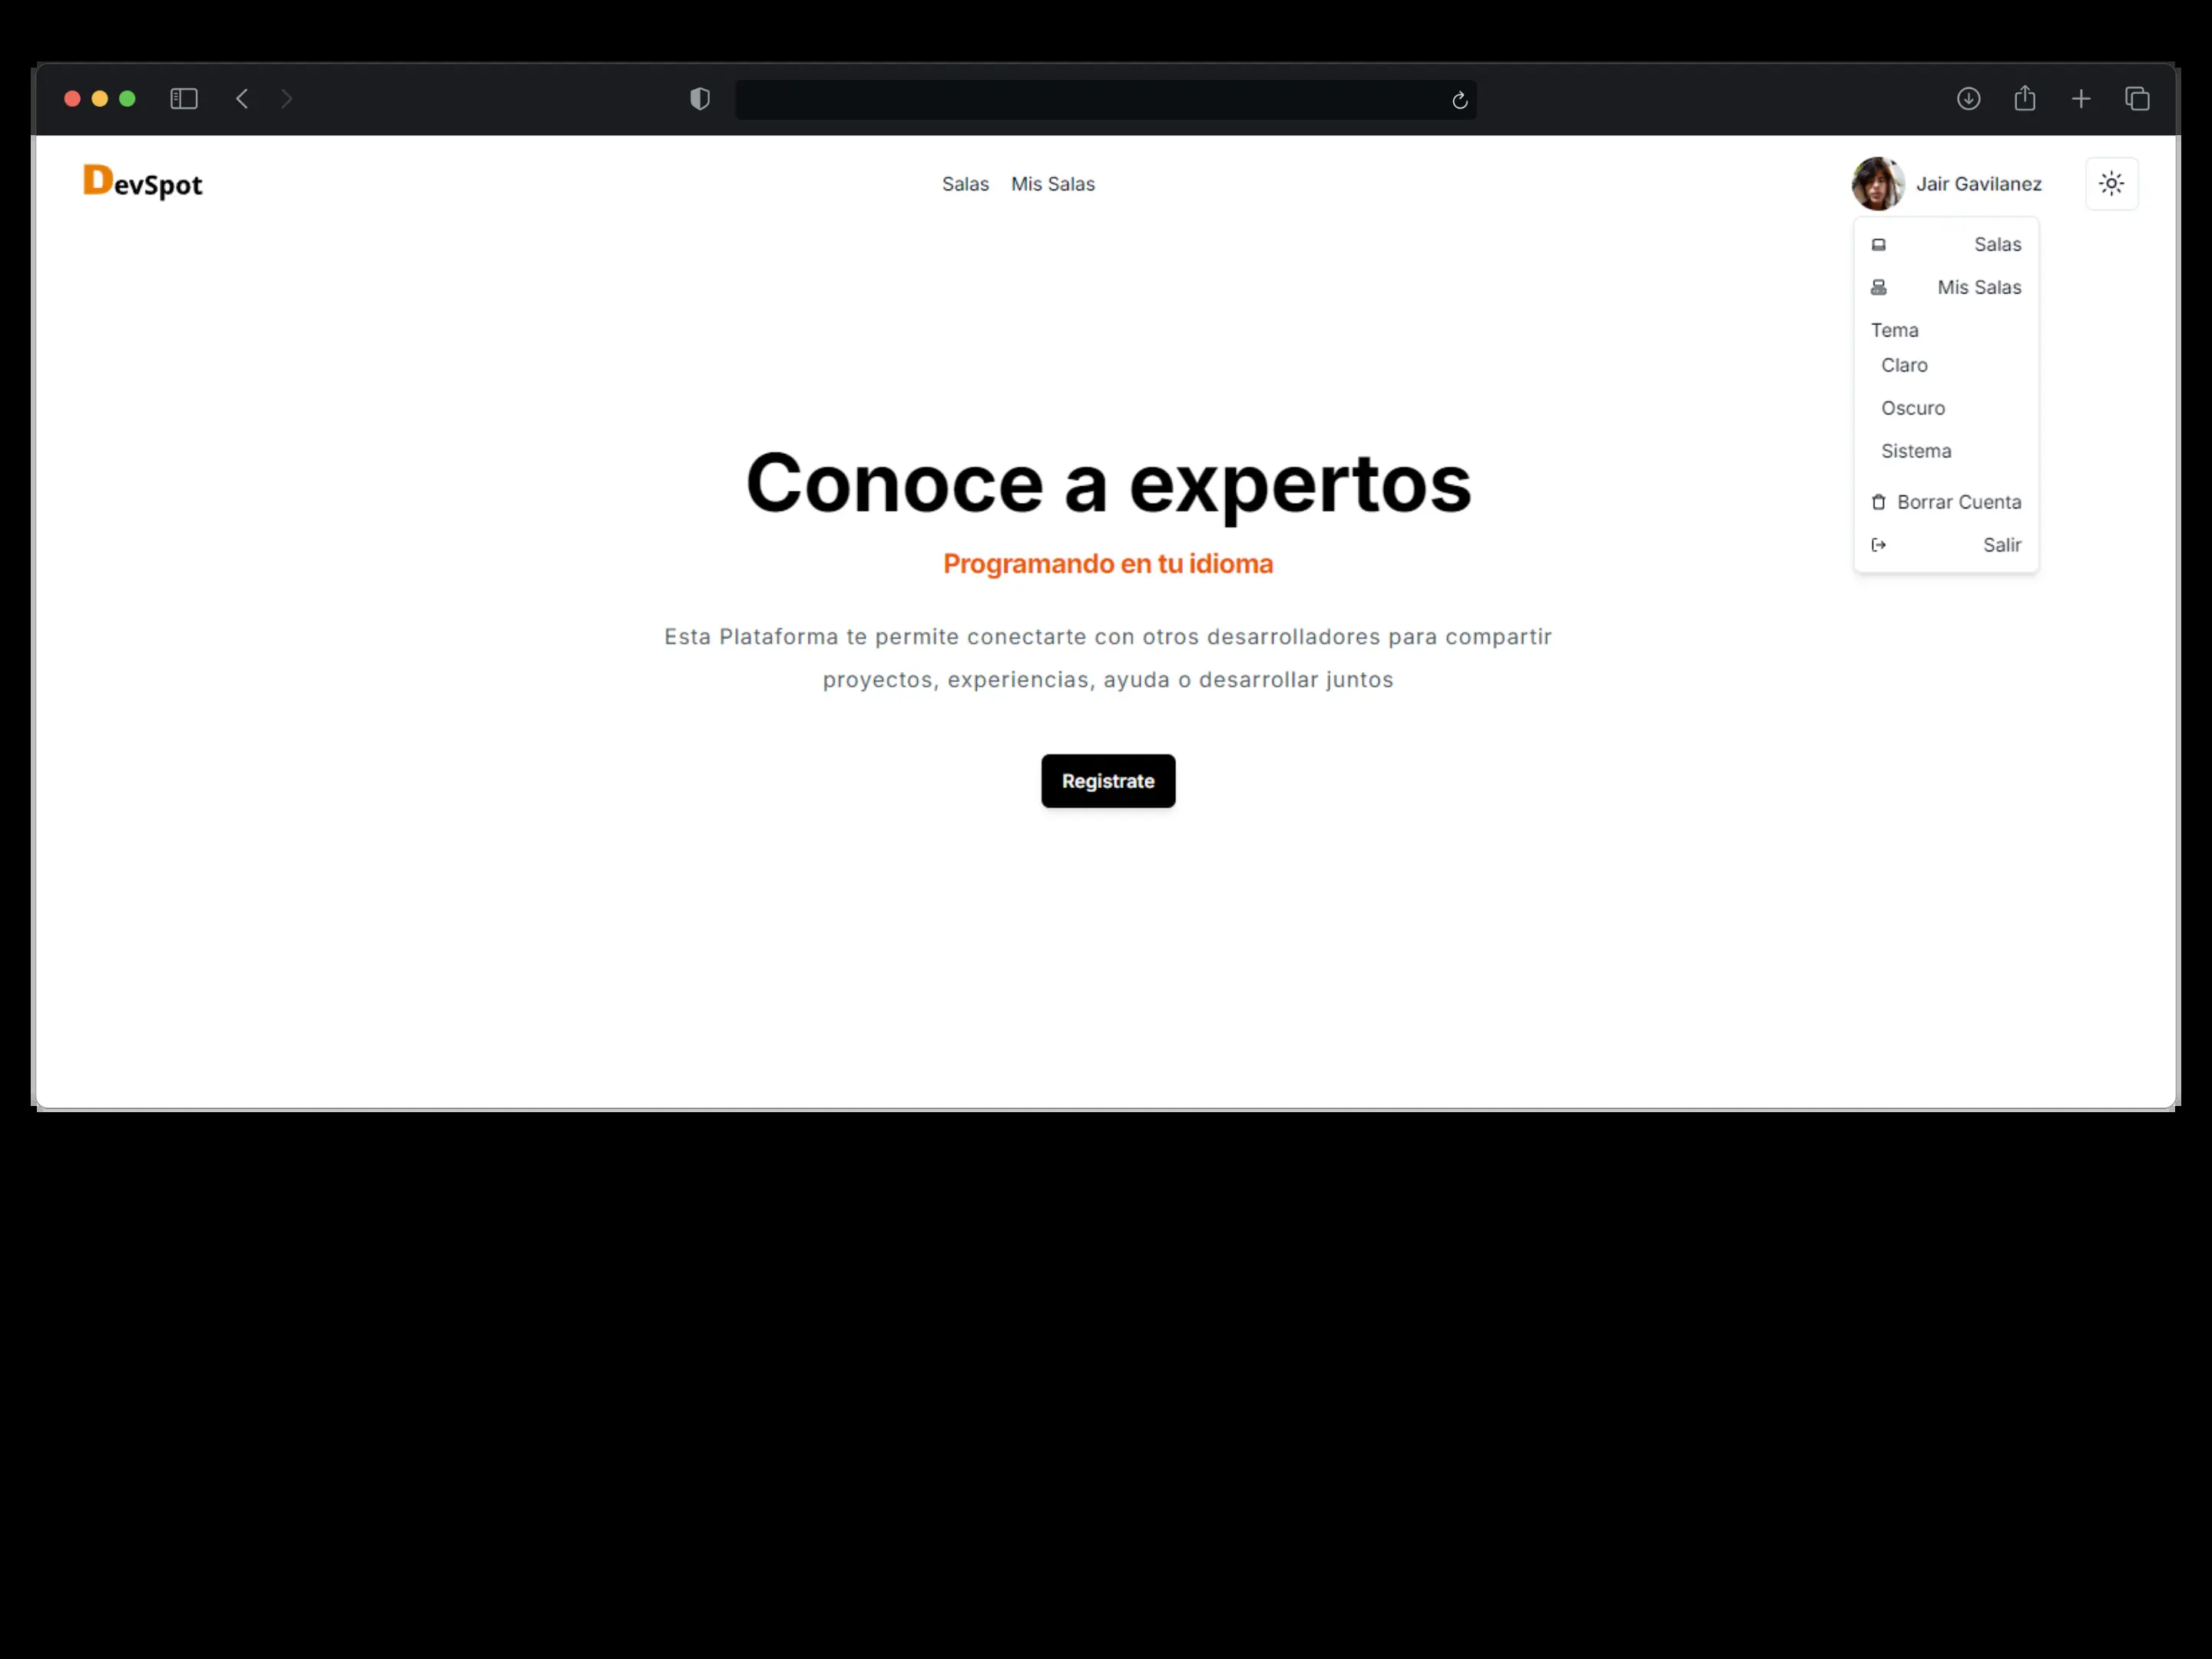 DevSpot
Salas Mis Salas
Jair Gavilanez
Salas
Mis Salas
Tema
Claro
Oscuro
Sistema
Borrar Cuenta
Salir
Conoce a expertos
Programando en tu idioma
Esta Plataforma te permite conectarte con otros desarrolladores para compartir
proyectos, experiencias, ayuda o desarrollar juntos
Registrate